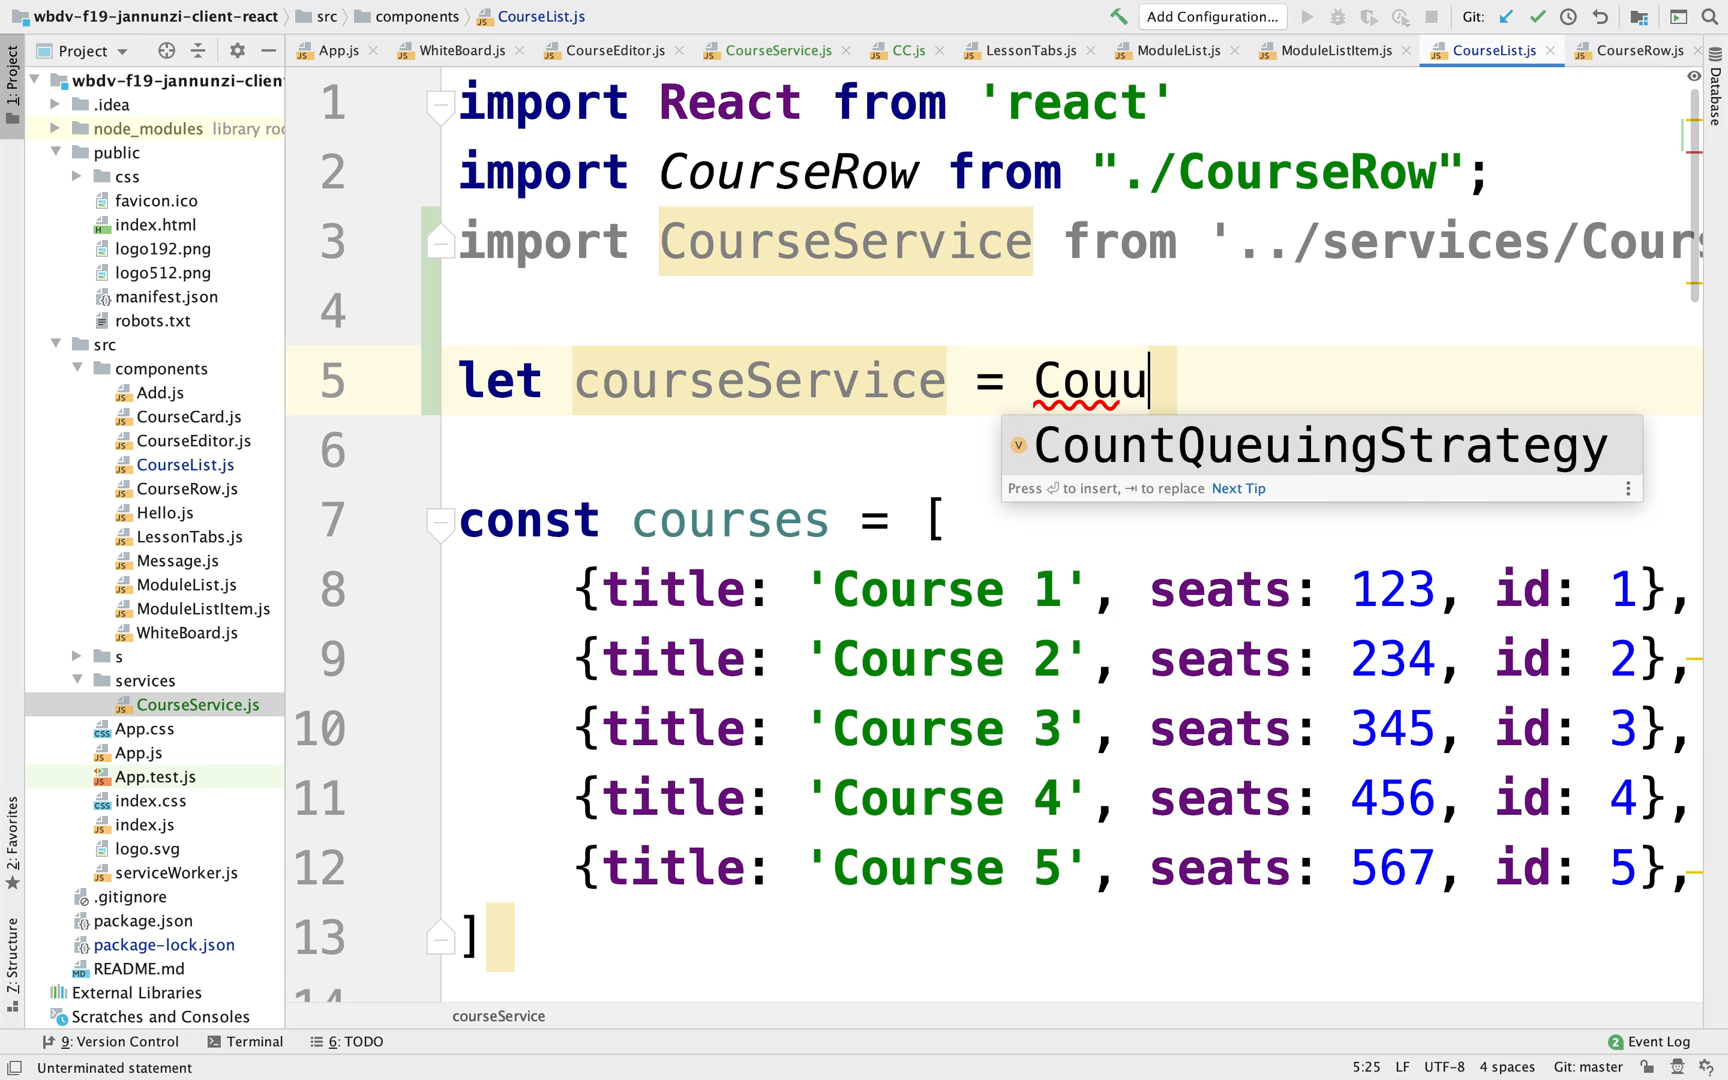 wbdv-f19-jannunzi-client-react
src
components
CourseList.js
Add Configuration...
Git:
Project
App.js
WhiteBoard.js
CourseEditor.js
CourseService.js
CC.js
LessonTabs.js
ModuleList.js
ModuleListItem.js
CourseList.js
CourseRow.js
1: Project
Database
wbdv-f19-jannunzi-client
.idea
node_modules library roo
public
css
favicon.ico
index.html
logo192.png
logo512.png
manifest.json
robots.txt
src
components
Add.js
CourseCard.js
CourseEditor.js
CourseList.js
CourseRow.js
Hello.js
LessonTabs.js
Message.js
ModuleList.js
ModuleListItem.js
WhiteBoard.js
s
services
CourseService.js
App.css
App.js
App.test.js
index.css
index.js
logo.svg
serviceWorker.js
.gitignore
package.json
package-lock.json
README.md
External Libraries
Scratches and Consoles
2: Favorites
Z: Structure
1 import React from 'react'
2 import CourseRow from "./CourseRow";
3 import CourseService from '../services/Cours
4
5 let courseService = Couu
CountQueuingStrategy
Press ⏎ to insert, ⇥ to replace Next Tip
6
7 const courses = [
8 {title: 'Course 1', seats: 123, id: 1},
9 {title: 'Course 2', seats: 234, id: 2},
10 {title: 'Course 3', seats: 345, id: 3},
11 {title: 'Course 4', seats: 456, id: 4},
12 {title: 'Course 5', seats: 567, id: 5},
13 ]
14
courseService
9: Version Control
Terminal
6: TODO
2 Event Log
Unterminated statement
5:25 LF UTF-8 4 spaces Git: master